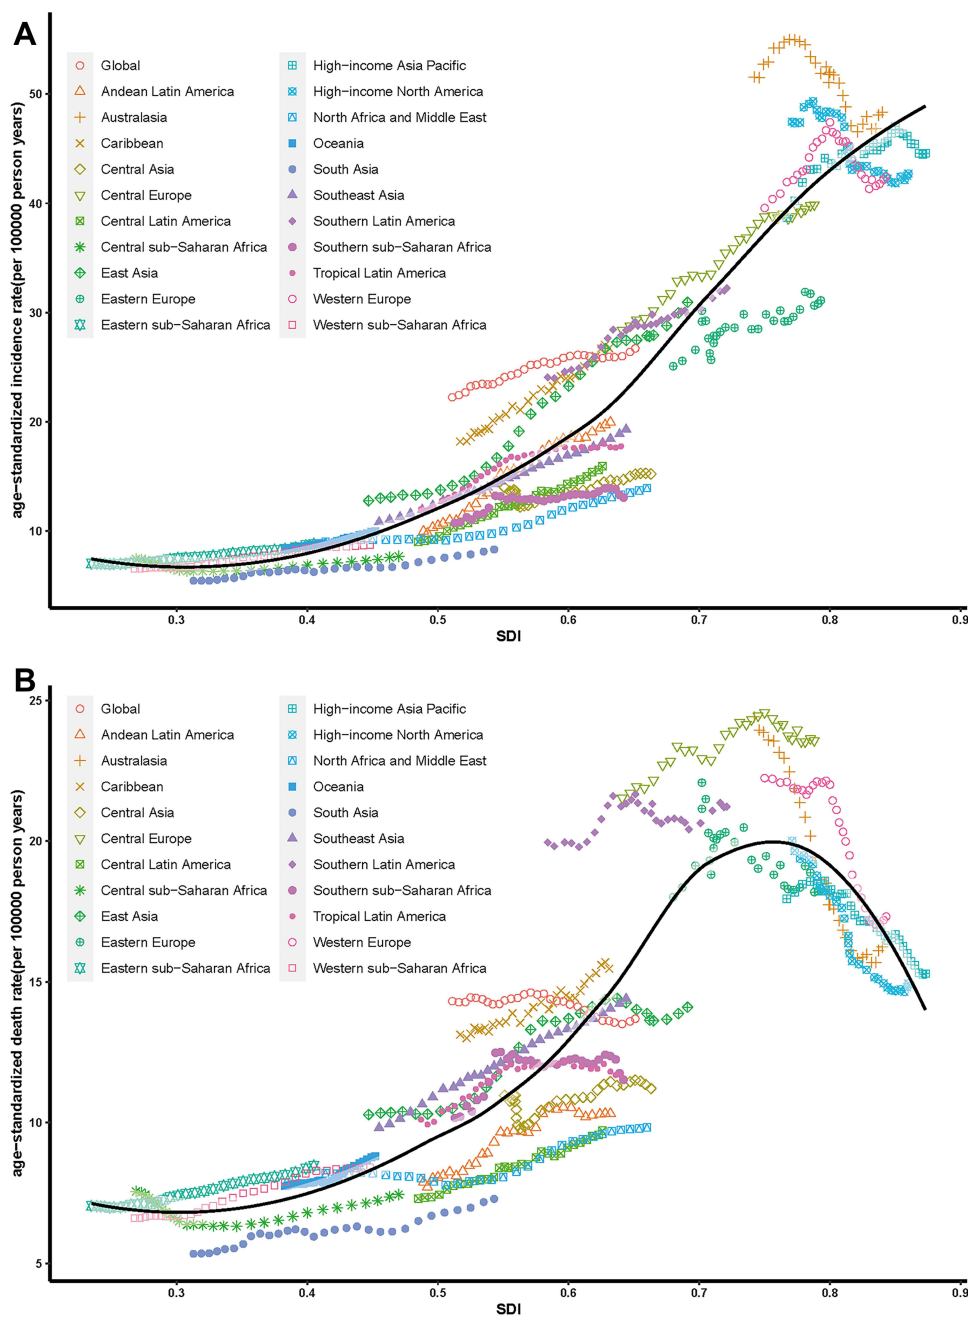 A
Global
Andean Latin America
Australasia
Caribbean
Central Asia
Central Europe
Central Latin America
Central sub−Saharan Africa
East Asia
Eastern Europe
Eastern sub−Saharan Africa
High−income Asia Pacific
High−income North America
North Africa and Middle East
Oceania
South Asia
Southeast Asia
Southern Latin America
Southern sub−Saharan Africa
Tropical Latin America
Western Europe
Western sub−Saharan Africa
age−standardized incidence rate(per 100000 person years)
50
40
30
20
10
0.3
0.4
0.5
0.6
0.7
0.8
0.9
SDI
B
Global
Andean Latin America
Australasia
Caribbean
Central Asia
Central Europe
Central Latin America
Central sub−Saharan Africa
East Asia
Eastern Europe
Eastern sub−Saharan Africa
High−income Asia Pacific
High−income North America
North Africa and Middle East
Oceania
South Asia
Southeast Asia
Southern Latin America
Southern sub−Saharan Africa
Tropical Latin America
Western Europe
Western sub−Saharan Africa
age−standardized death rate(per 100000 person years)
25
20
15
10
5
0.3
0.4
0.5
0.6
0.7
0.8
0.9
SDI